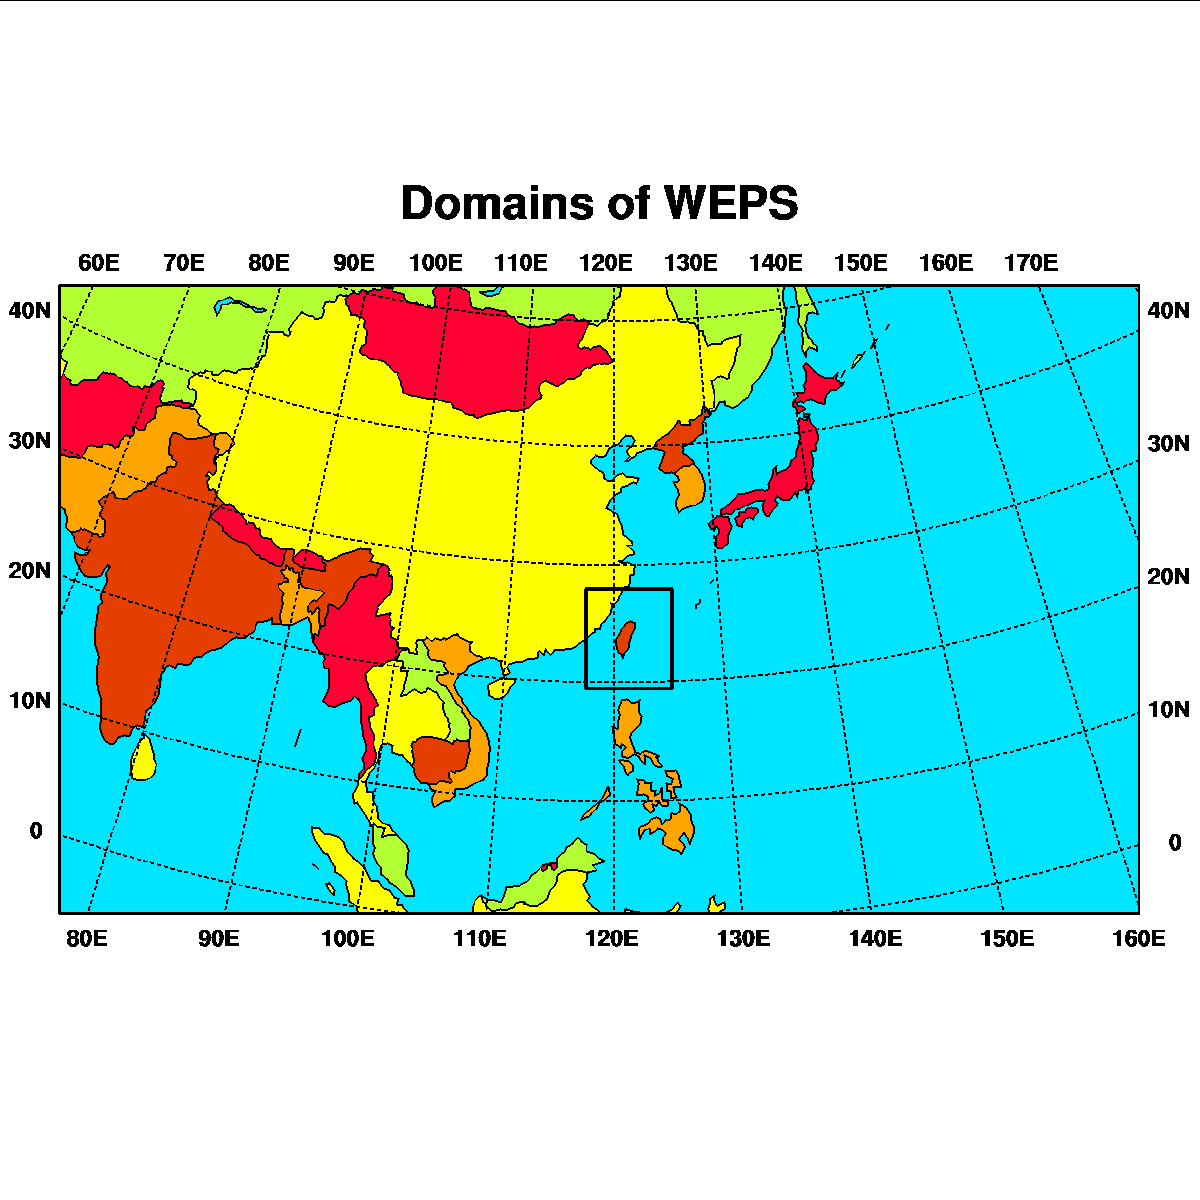 Domains of WEPS
60E 70E 80E 90E 100E 110E 120E 130E 140E 150E 160E 170E
40N 40N
30N 30N
20N 20N
10N 10N
0 0
80E 90E 100E 110E 120E 130E 140E 150E 160E